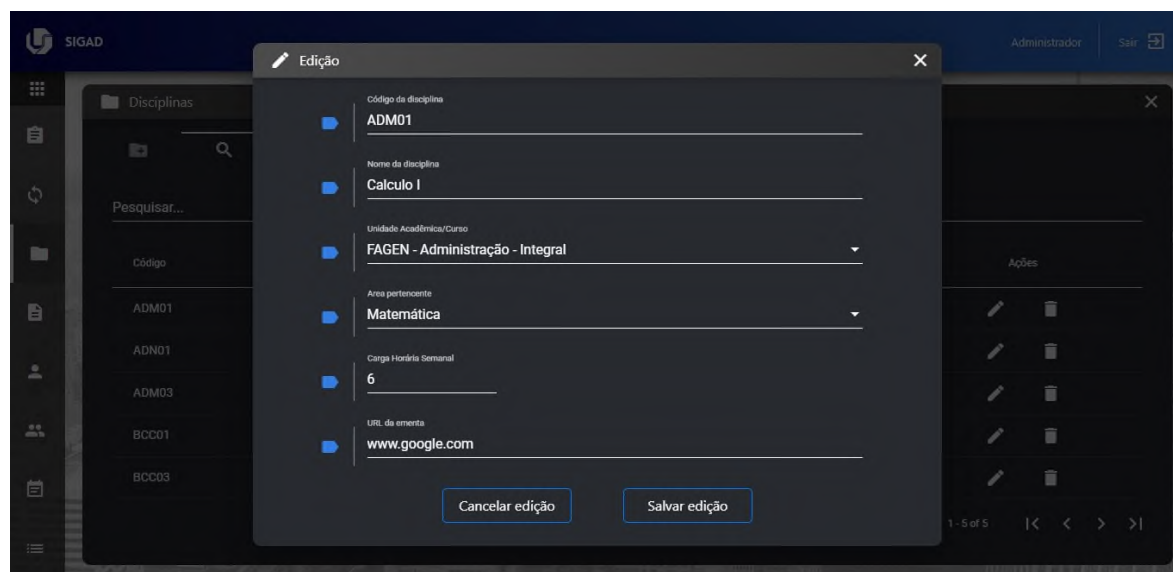 SIGAD
Administrador
Sair
Edição
Disciplinas
Código da disciplina
ADM01
Nome da disciplina
Calculo I
Pesquisar...
Unidade Acadêmica/Curso
FAGEN - Administração - Integral
Código
Ações
Area pertencente
Matemática
ADM01
ADN01
Carga Horária Semanal
6
ADM03
URL da ementa
www.google.com
BCC01
BCC03
Cancelar edição
Salvar edição
1 - 5 of 5